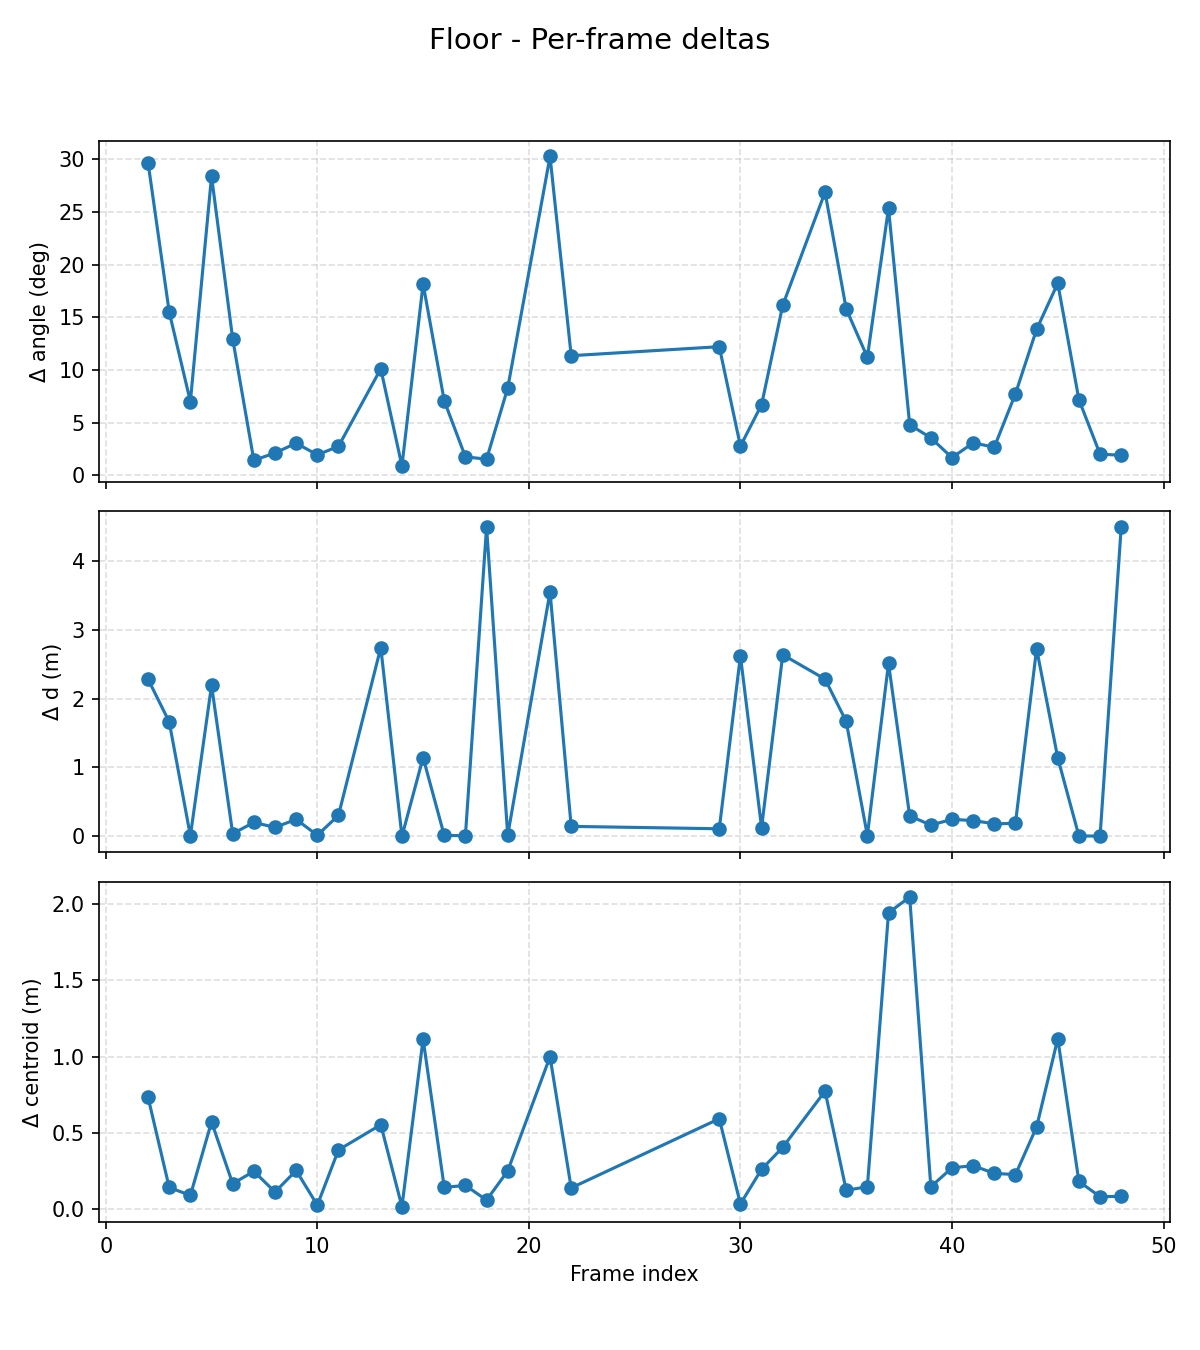 Floor - Per-frame deltas
30
25
20
15
10
5
0
Δ angle (deg)
4
3
2
1
0
Δ d (m)
2.0
1.5
1.0
0.5
0.0
Δ centroid (m)
0 10 20 30 40 50
Frame index